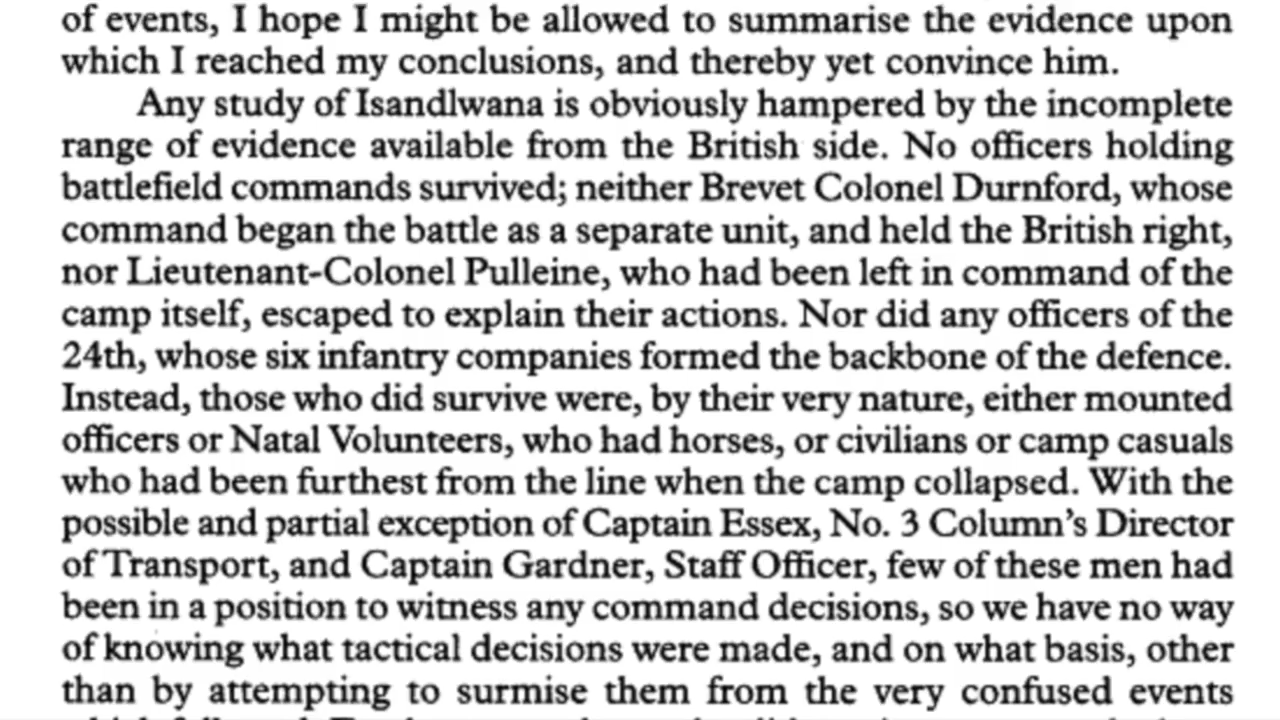 of events, I hope I might be allowed to summarise the evidence upon
which I reached my conclusions, and thereby yet convince him.
Any study of Isandlwana is obviously hampered by the incomplete
range of evidence available from the British side. No officers holding
battlefield commands survived; neither Brevet Colonel Durnford, whose
command began the battle as a separate unit, and held the British right,
nor Lieutenant-Colonel Pulleine, who had been left in command of the
camp itself, escaped to explain their actions. Nor did any officers of the
24th, whose six infantry companies formed the backbone of the defence.
Instead, those who did survive were, by their very nature, either mounted
officers or Natal Volunteers, who had horses, or civilians or camp casuals
who had been furthest from the line when the camp collapsed. With the
possible and partial exception of Captain Essex, No. 3 Column's Director
of Transport, and Captain Gardner, Staff Officer, few of these men had
been in a position to witness any command decisions, so we have no way
of knowing what tactical decisions were made, and on what basis, other
than by attempting to surmise them from the very confused events